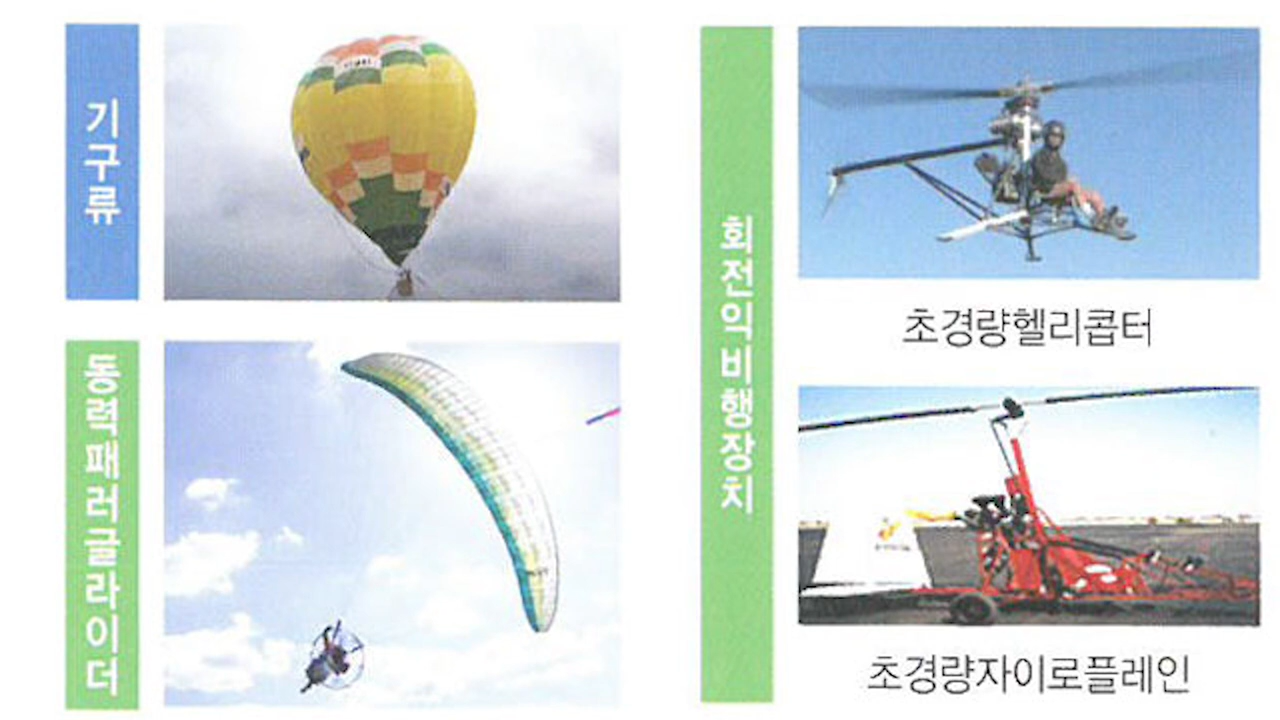 기구류
동력패러글라이더
회전익비행장치
초경량헬리콥터
초경량자이로플레인